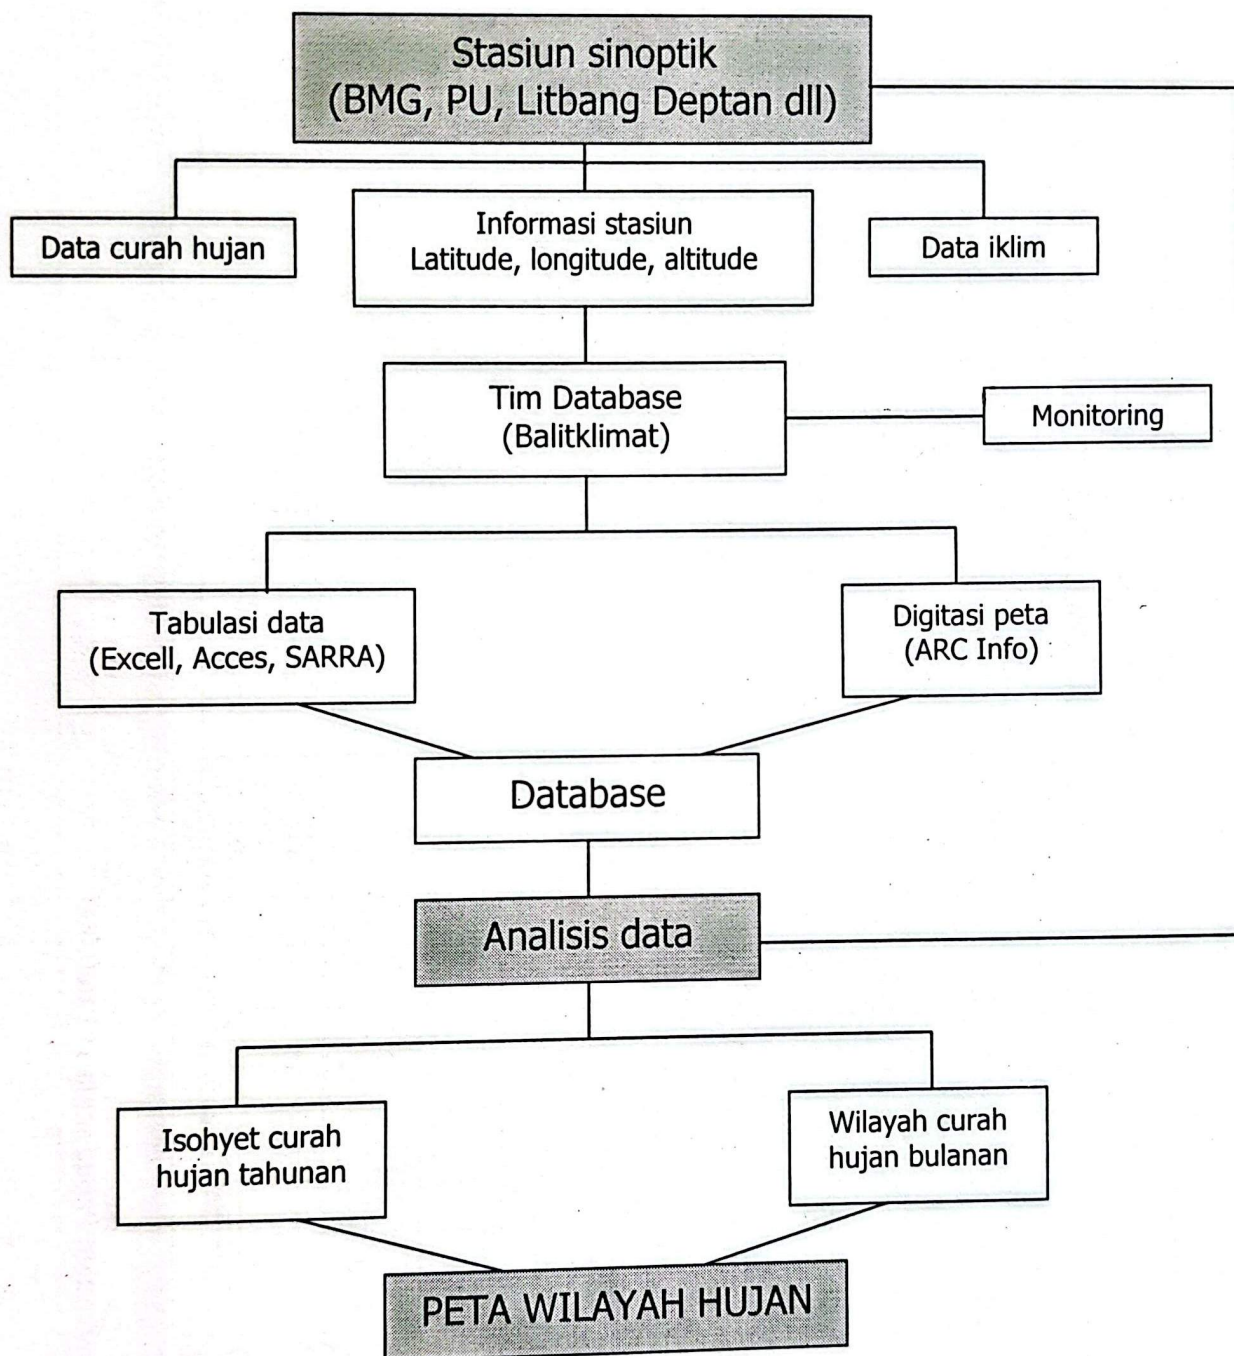 Stasiun sinoptik
(BMG, PU, Litbang Deptan dll)
Data curah hujan
Informasi stasiun
Latitude, longitude, altitude
Data iklim
Tim Database
(Balitklimat)
Monitoring
Tabulasi data
(Excell, Acces, SARRA)
Digitasi peta
(ARC Info)
Database
Analisis data
Isohyet curah
hujan tahunan
Wilayah curah
hujan bulanan
PETA WILAYAH HUJAN